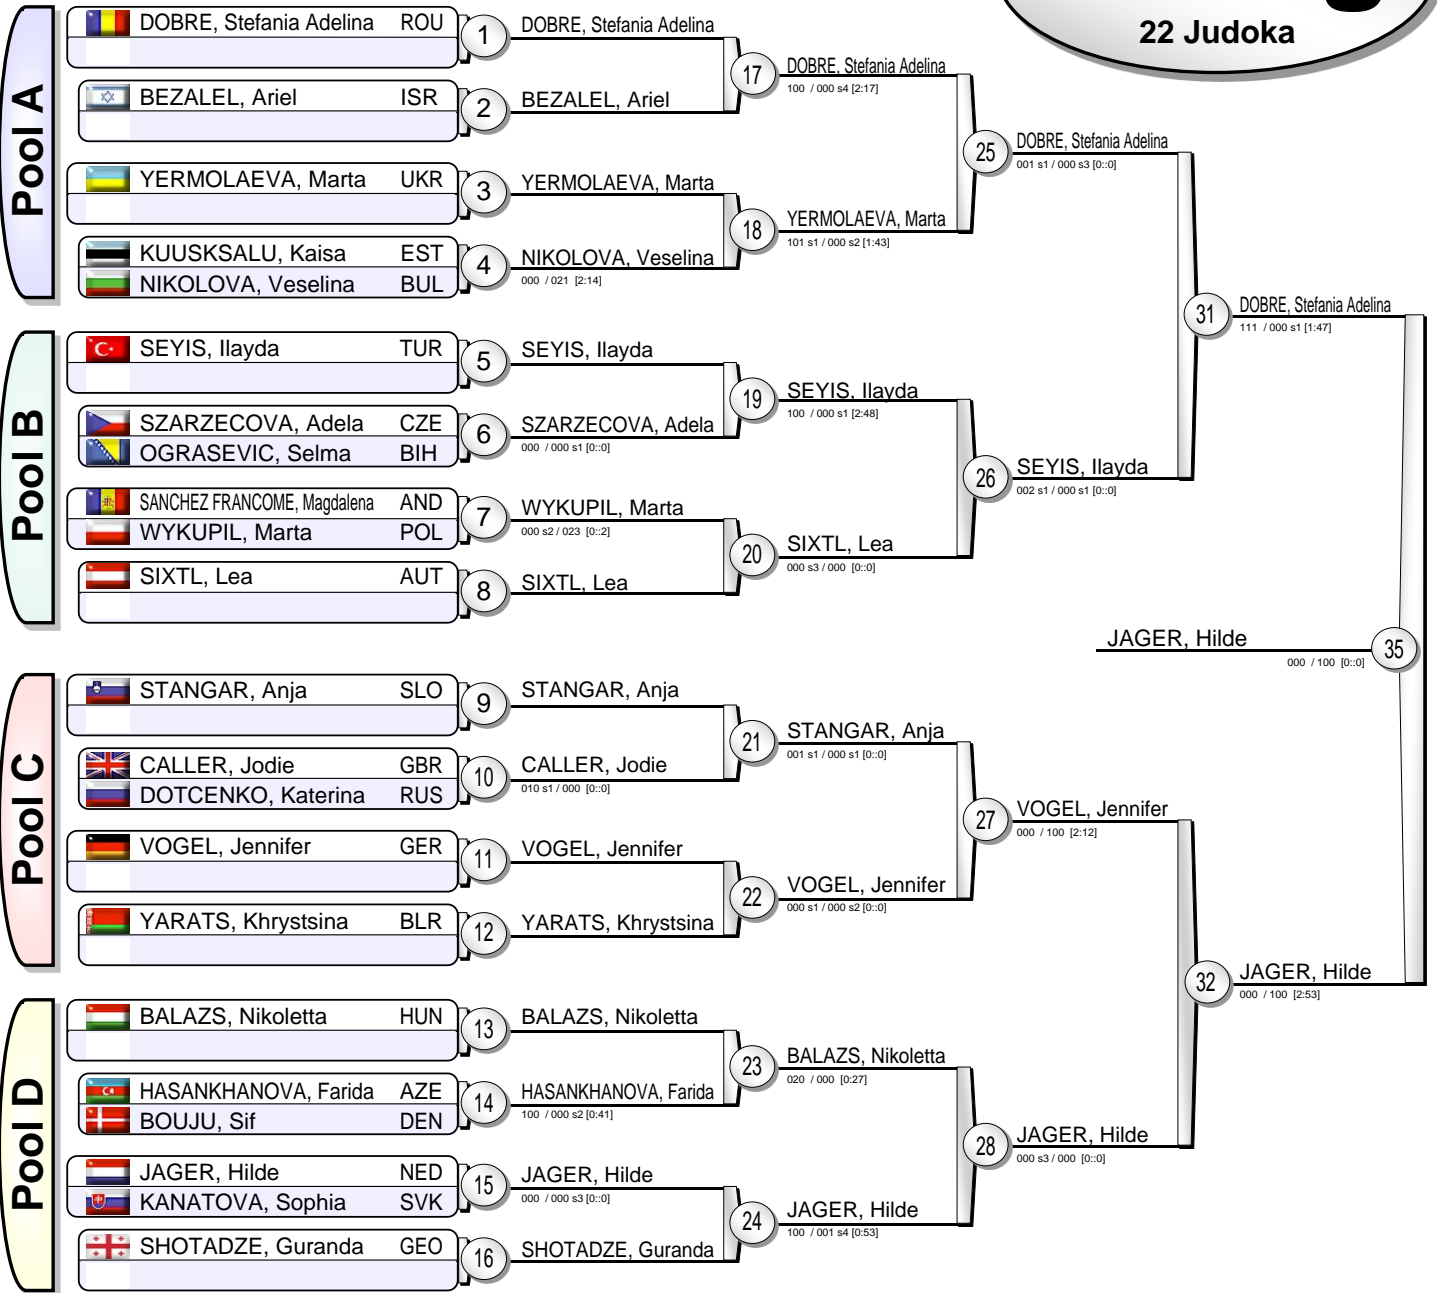 22 Judoka
Pool A
DOBRE, Stefania Adelina ROU
1
DOBRE, Stefania Adelina
BEZALEL, Ariel ISR
2
BEZALEL, Ariel
17
DOBRE, Stefania Adelina
100 / 000 s4 [2:17]
YERMOLAEVA, Marta UKR
3
YERMOLAEVA, Marta
KUUSKSALU, Kaisa EST
NIKOLOVA, Veselina BUL
4
NIKOLOVA, Veselina
000 / 021 [2:14]
18
YERMOLAEVA, Marta
101 s1 / 000 s2 [1:43]
25
DOBRE, Stefania Adelina
001 s1 / 000 s3 [0::0]
Pool B
SEYIS, Ilayda TUR
5
SEYIS, Ilayda
SZARZECOVA, Adela CZE
OGRASEVIC, Selma BIH
6
SZARZECOVA, Adela
000 / 000 s1 [0::0]
19
SEYIS, Ilayda
100 / 000 s1 [2:48]
SANCHEZ FRANCOME, Magdalena AND
WYKUPIL, Marta POL
7
WYKUPIL, Marta
000 s2 / 023 [0::2]
SIXTL, Lea AUT
8
SIXTL, Lea
20
SIXTL, Lea
000 s3 / 000 [0::0]
26
SEYIS, Ilayda
002 s1 / 000 s1 [0::0]
31
DOBRE, Stefania Adelina
111 / 000 s1 [1:47]
JAGER, Hilde
000 / 100 [0::0]
35
Pool C
STANGAR, Anja SLO
9
STANGAR, Anja
CALLER, Jodie GBR
DOTCENKO, Katerina RUS
10
CALLER, Jodie
010 s1 / 000 [0::0]
21
STANGAR, Anja
001 s1 / 000 s1 [0::0]
VOGEL, Jennifer GER
11
VOGEL, Jennifer
YARATS, Khrystsina BLR
12
YARATS, Khrystsina
22
VOGEL, Jennifer
000 s1 / 000 s2 [0::0]
27
VOGEL, Jennifer
000 / 100 [2:12]
Pool D
BALAZS, Nikoletta HUN
13
BALAZS, Nikoletta
HASANKHANOVA, Farida AZE
BOUJU, Sif DEN
14
HASANKHANOVA, Farida
100 / 000 s2 [0:41]
23
BALAZS, Nikoletta
020 / 000 [0:27]
JAGER, Hilde NED
KANATOVA, Sophia SVK
15
JAGER, Hilde
000 / 000 s3 [0::0]
SHOTADZE, Guranda GEO
16
SHOTADZE, Guranda
24
JAGER, Hilde
100 / 001 s4 [0:53]
28
JAGER, Hilde
000 s3 / 000 [0::0]
32
JAGER, Hilde
000 / 100 [2:53]